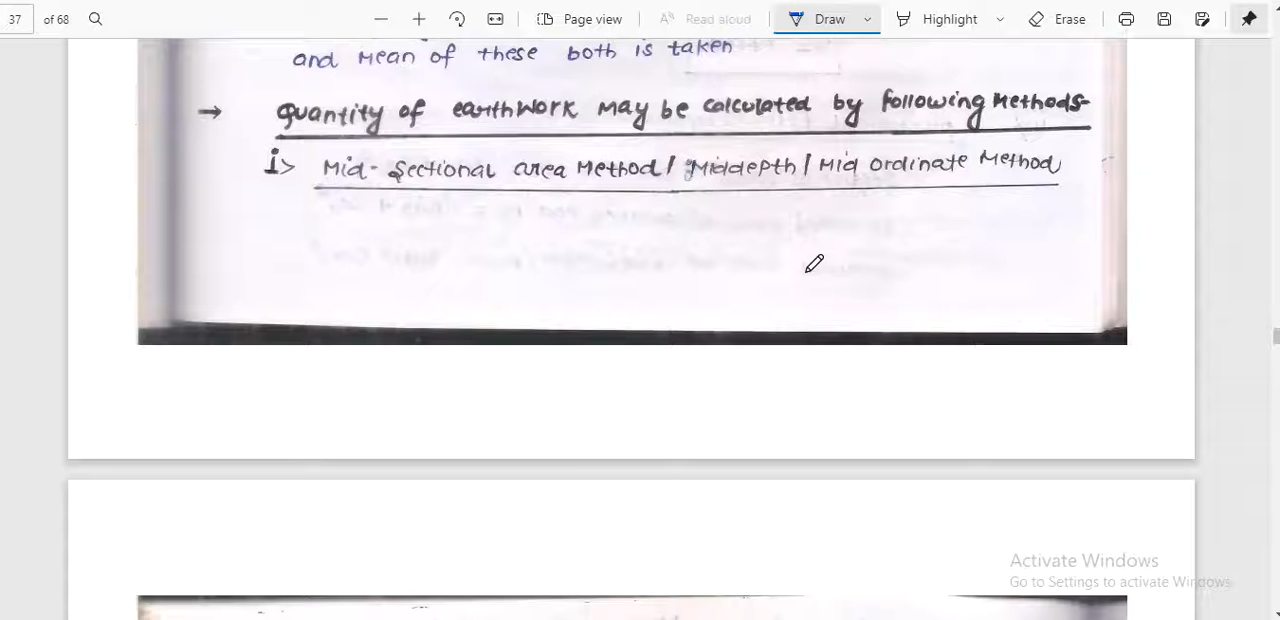 37 of 68 Page view Read aloud Draw Highlight Erase
and Mean of these both is taken
→ Quantity of earthwork may be calculated by following Methods-
i> Mid-Sectional area Method / Middepth / Mid ordinate Method
Activate Windows
Go to Settings to activate Windows.